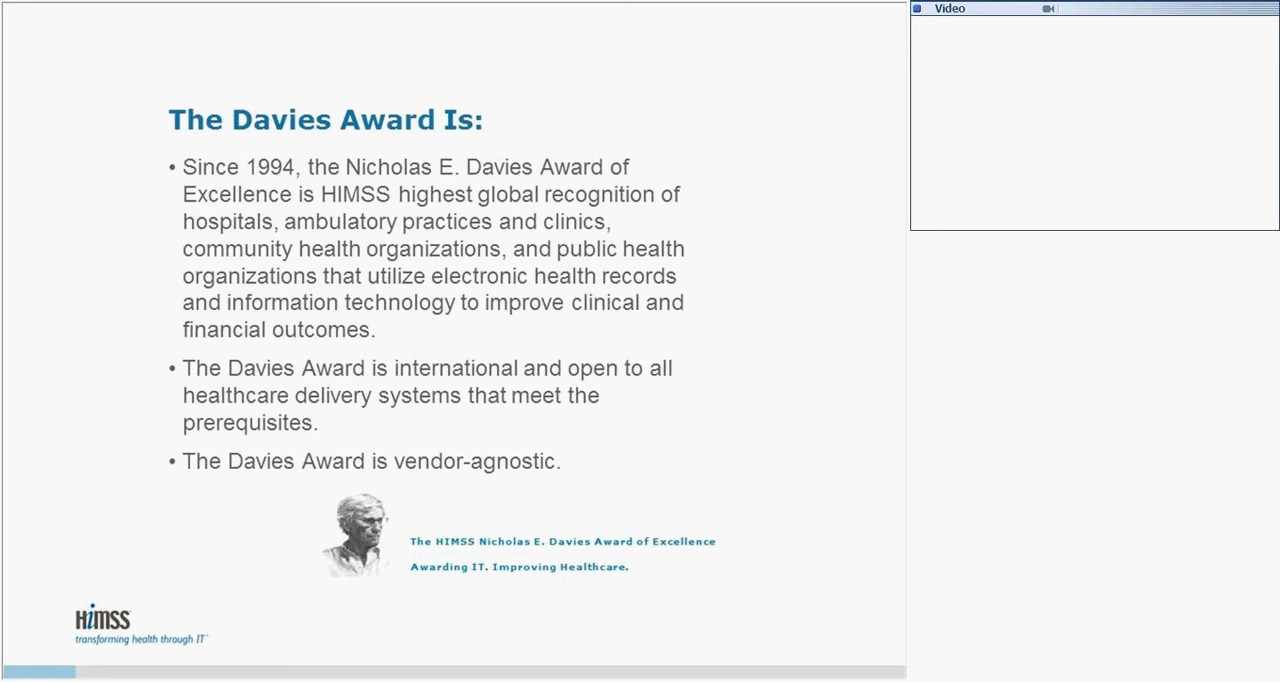 Video
The Davies Award Is:
• Since 1994, the Nicholas E. Davies Award of
Excellence is HIMSS highest global recognition of
hospitals, ambulatory practices and clinics,
community health organizations, and public health
organizations that utilize electronic health records
and information technology to improve clinical and
financial outcomes.
• The Davies Award is international and open to all
healthcare delivery systems that meet the
prerequisites.
• The Davies Award is vendor-agnostic.
The HIMSS Nicholas E. Davies Award of Excellence
Awarding IT. Improving Healthcare.
HiMSS
transforming health through IT™